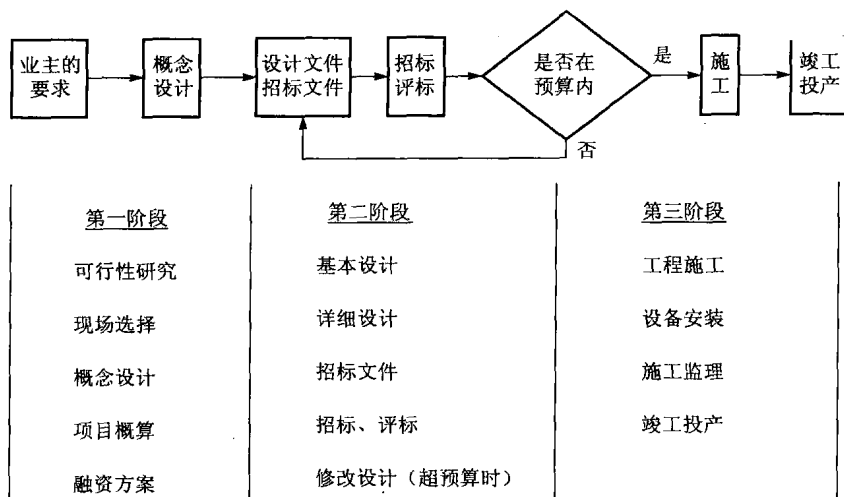 业主的
要求
概念
设计
设计文件
招标文件
招标
评标
是否在
预算内
是
否
施
工
竣工
投产
第一阶段
可行性研究
现场选择
概念设计
项目概算
融资方案
第二阶段
基本设计
详细设计
招标文件
招标、评标
修改设计（超预算时）
第三阶段
工程施工
设备安装
施工监理
竣工投产